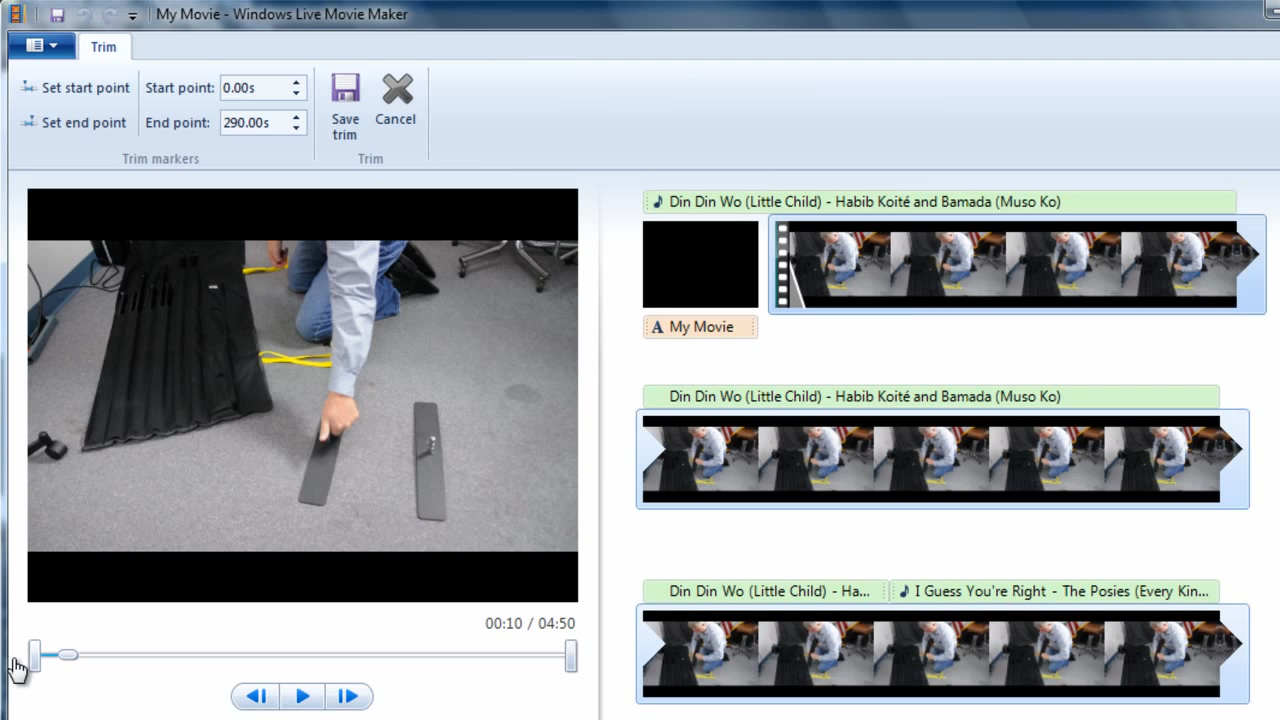 My Movie - Windows Live Movie Maker
Trim
Set start point
Start point: 0.00s
Set end point
End point: 290.00s
Save trim
Cancel
Trim markers
Trim
Din Din Wo (Little Child) - Habib Koité and Bamada (Muso Ko)
A My Movie
Din Din Wo (Little Child) - Habib Koité and Bamada (Muso Ko)
Din Din Wo (Little Child) - Ha...
I Guess You're Right - The Posies (Every Kin...
00:10 / 04:50